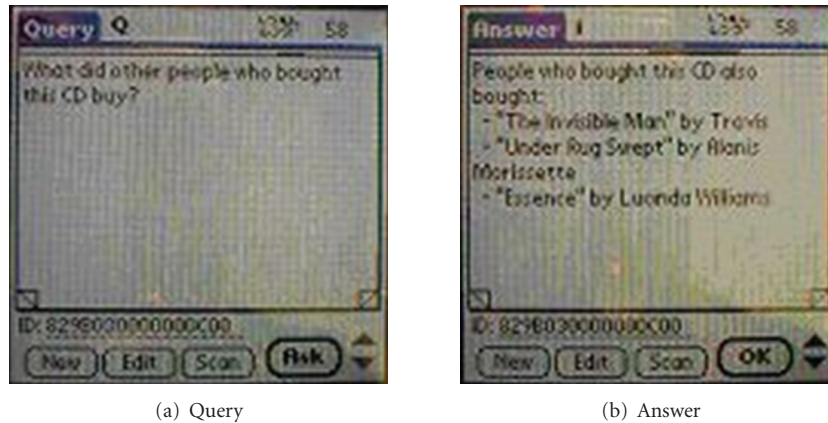 Query Q 58
What did other people who bought
this CD buy?
ID: 829B030000000C00
New Edit Scan Ask
(a) Query
Answer 58
People who bought this CD also
bought:
- "The Invisible Man" by Travis
- "Under Rug Swept" by Alanis
Morissette
- "Essence" by Lucinda Williams
ID: 829B030000000C00
New Edit Scan OK
(b) Answer